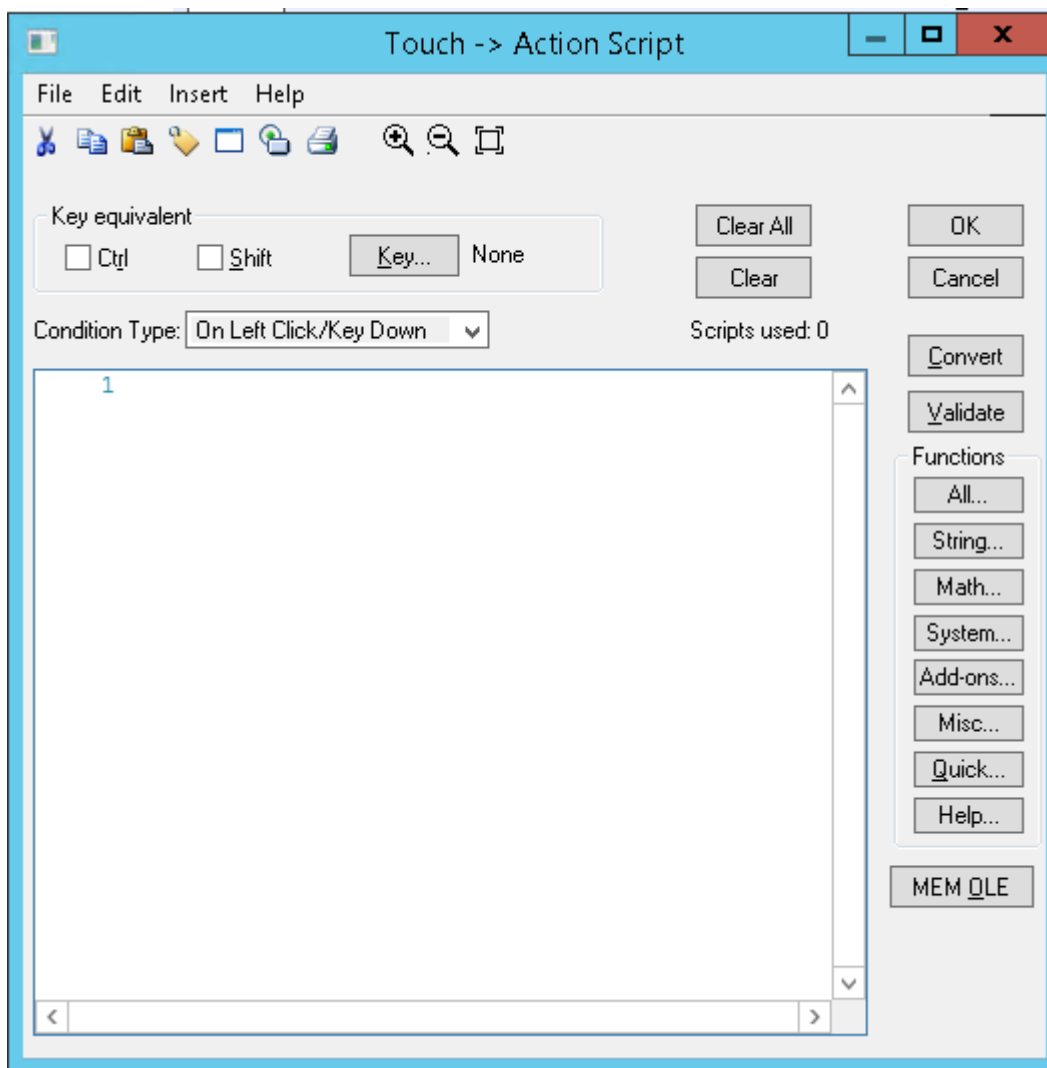 Touch -> Action Script
File Edit Insert Help
Key equivalent
Ctrl Shift Key... None
Clear All
Clear
OK
Cancel
Condition Type: On Left Click/Key Down
Scripts used: 0
Convert
Validate
1
Functions
All...
String...
Math...
System...
Add-ons...
Misc...
Quick...
Help...
MEM OLE